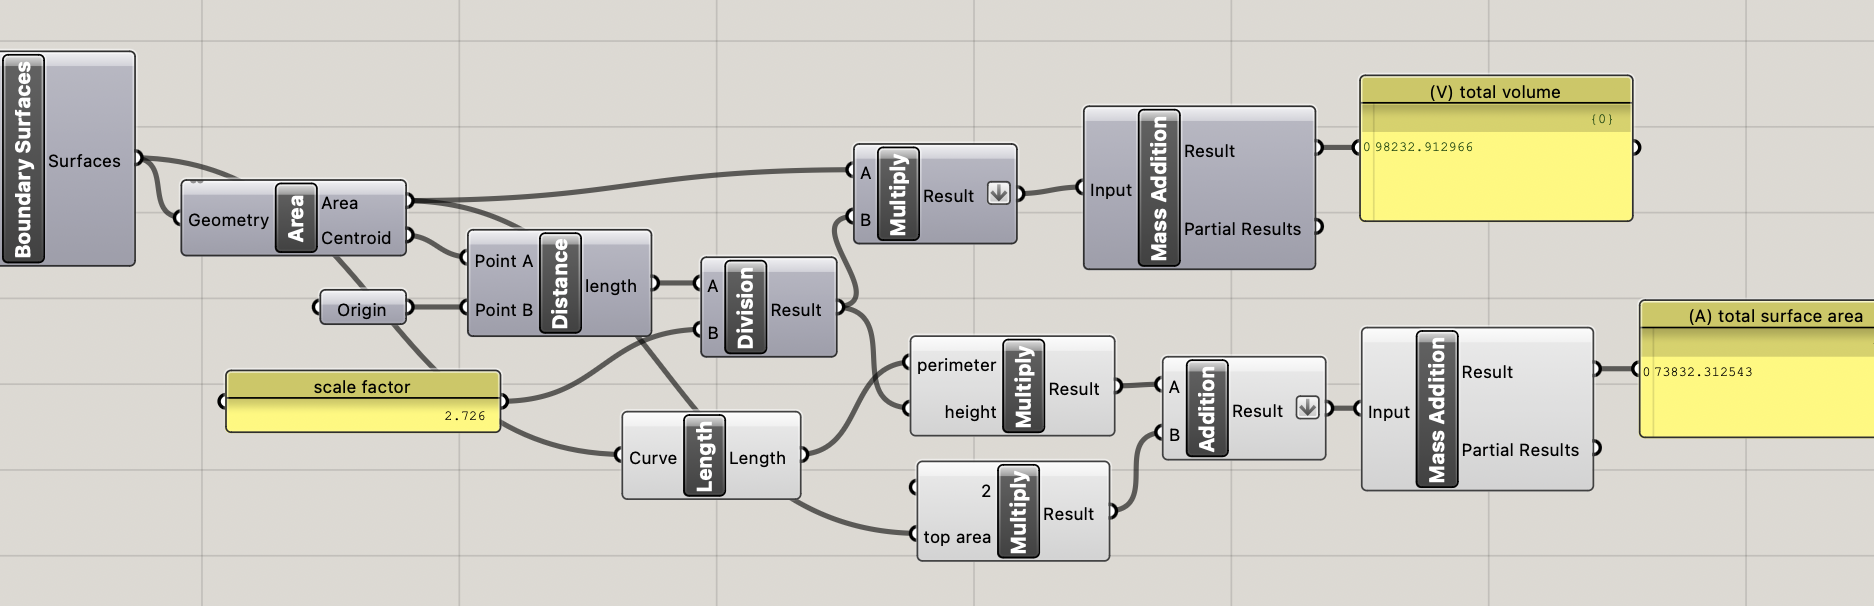 Boundary Surfaces
Surfaces
Geometry
Area
Area
Centroid
Origin
scale factor
2.726
Point A
Point B
Distance
length
A
B
Division
Result
Curve
Length
Length
A
B
Multiply
Result
perimeter
height
Multiply
Result
2
top area
Multiply
Result
Input
Mass Addition
Result
Partial Results
(V) total volume
{0}
0 98232.912966
A
B
Addition
Result
Input
Mass Addition
Result
Partial Results
(A) total surface area
0 73832.312543